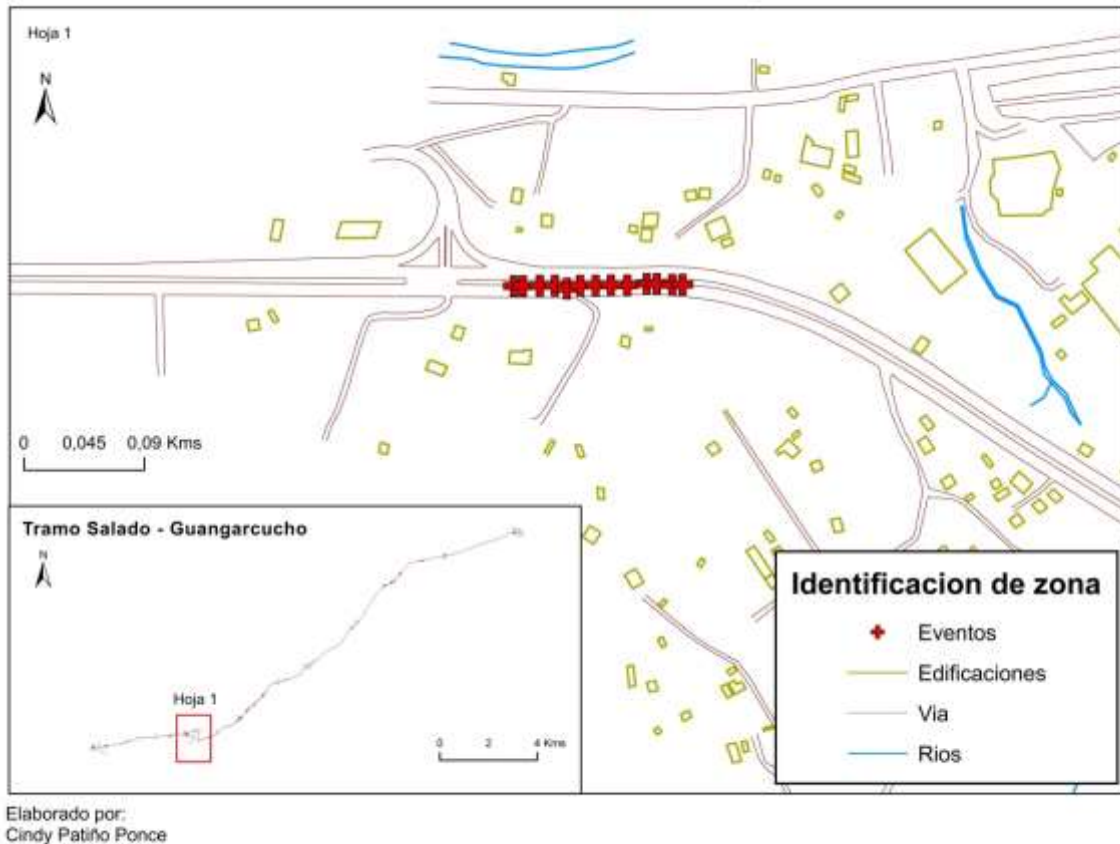 Hoja 1
N
0 0,045 0,09 Kms
Tramo Salado - Guangarcucho
N
Hoja 1
0 2 4 Kms
Identificacion de zona
Eventos
Edificaciones
Via
Rios
Elaborado por:
Cindy Patiño Ponce